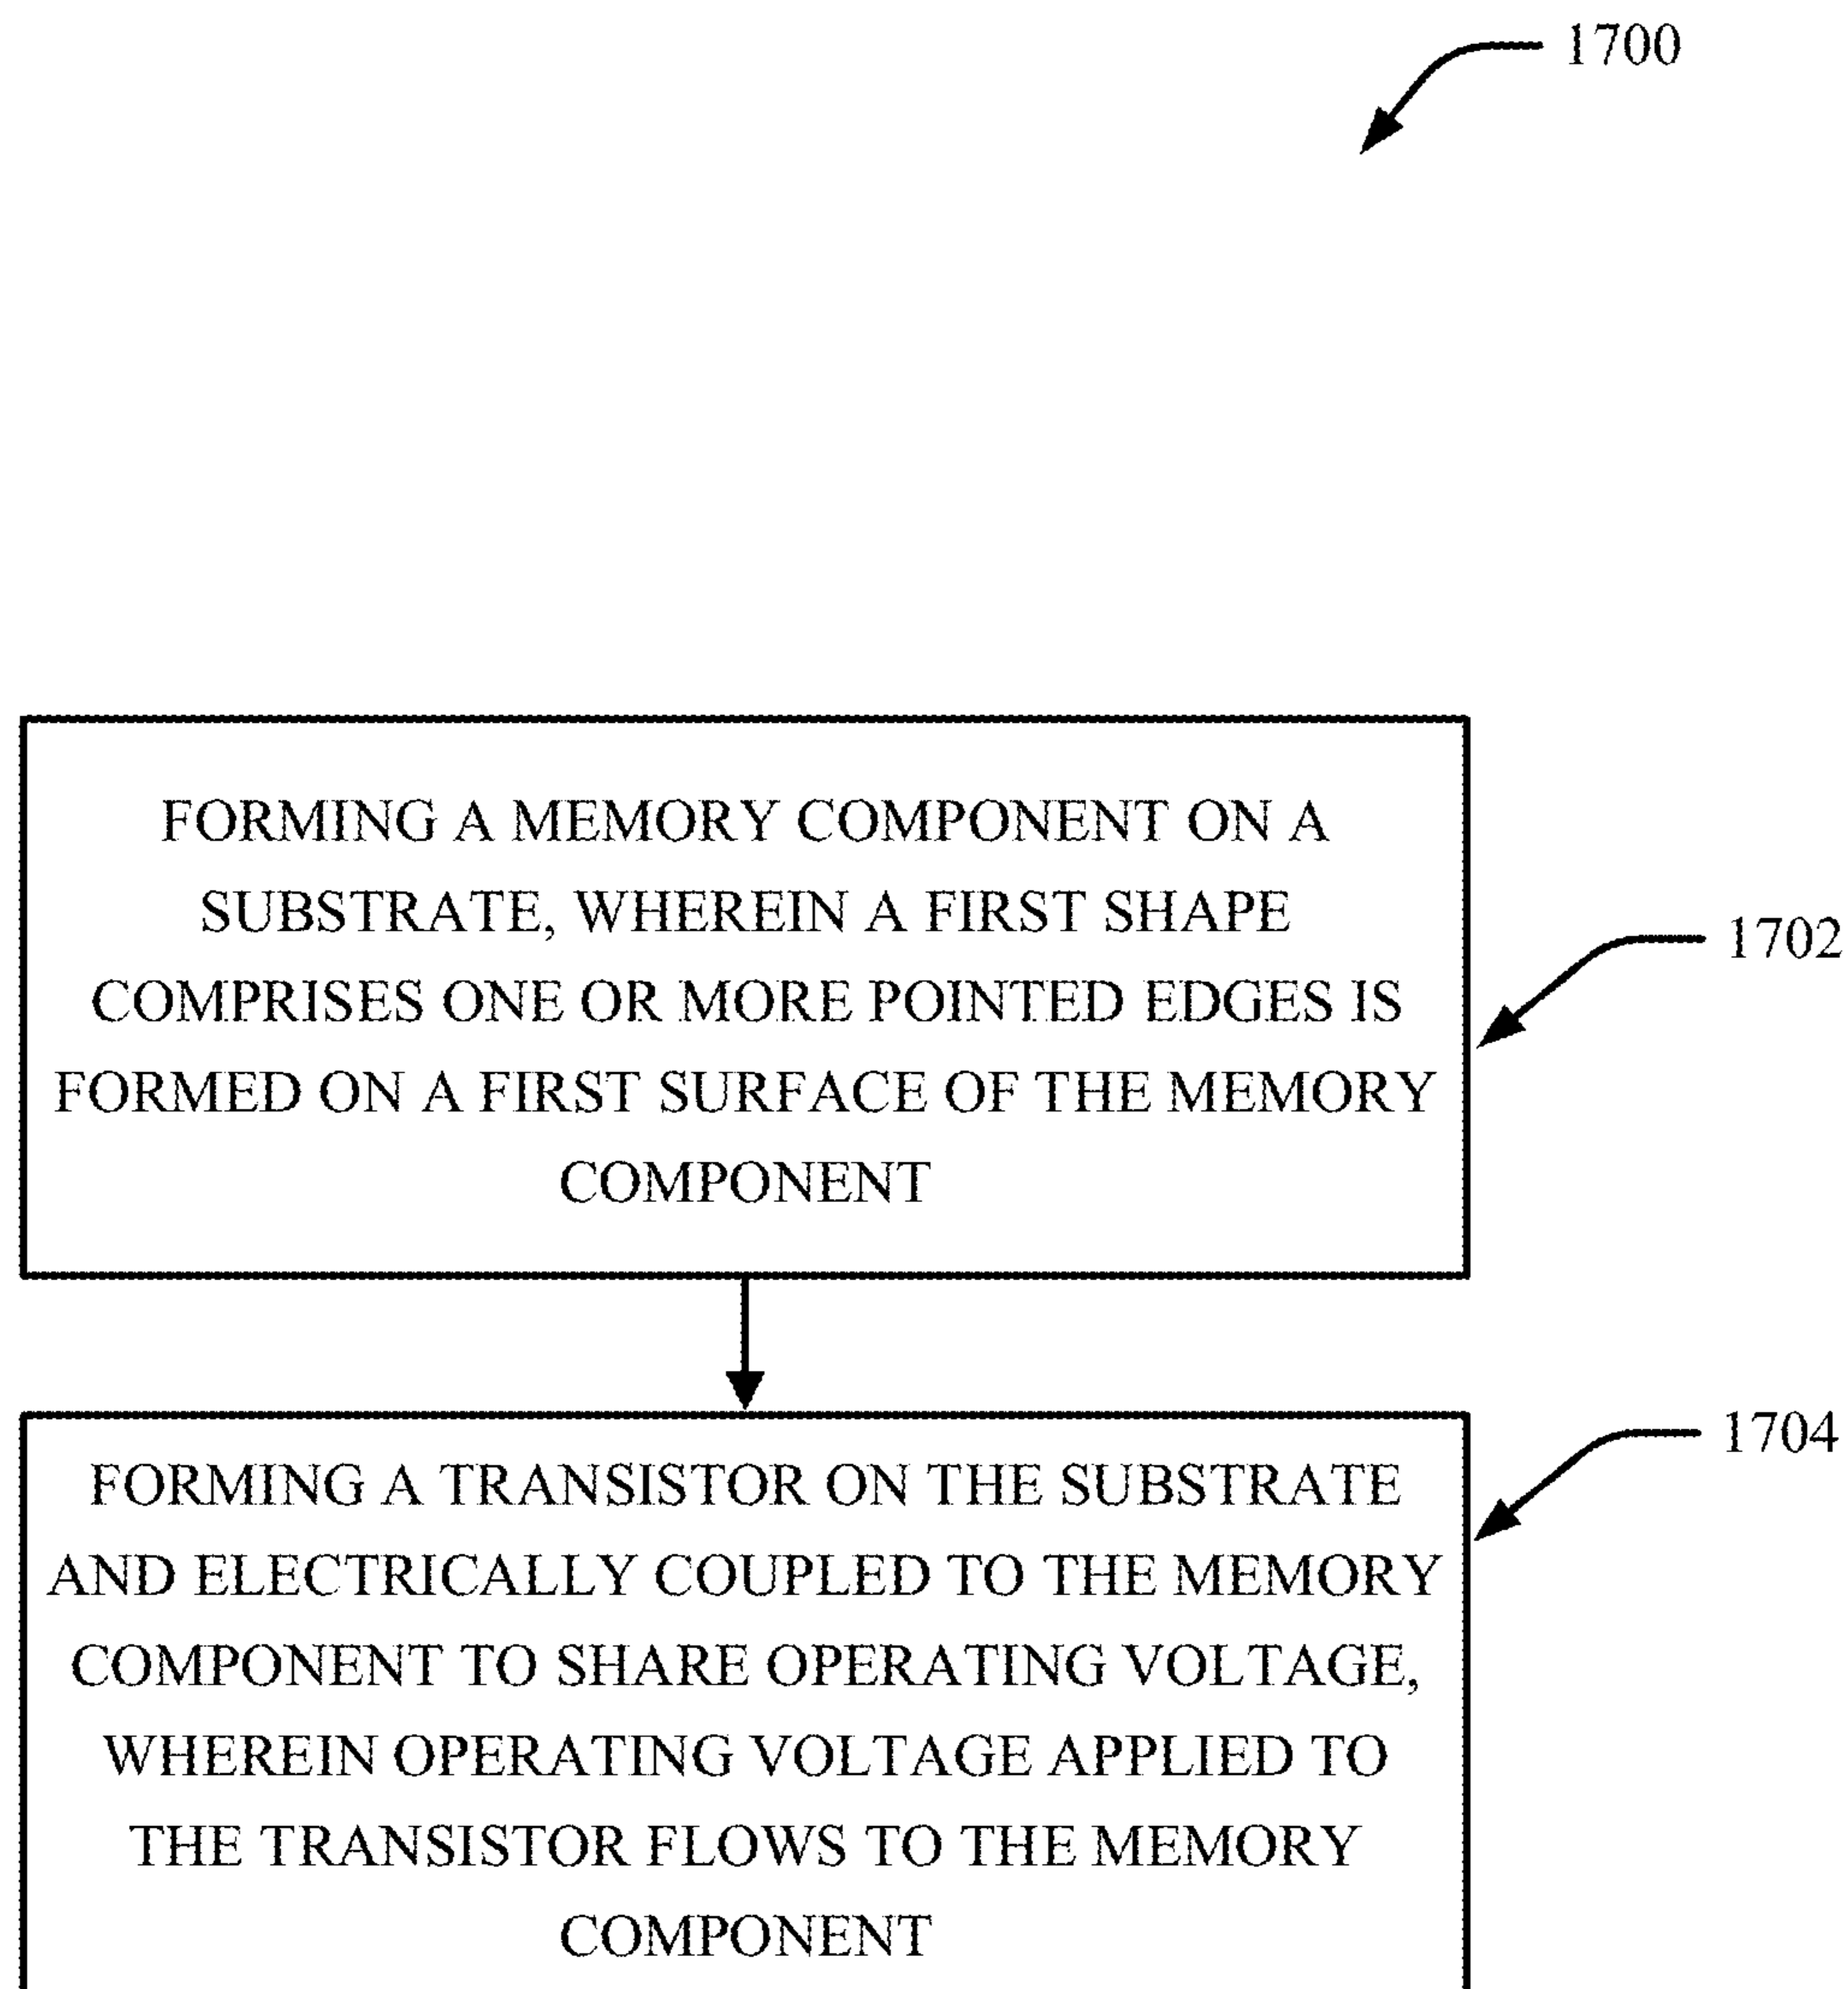 1700
FORMING A MEMORY COMPONENT ON A
SUBSTRATE, WHEREIN A FIRST SHAPE
COMPRISES ONE OR MORE POINTED EDGES IS
FORMED ON A FIRST SURFACE OF THE MEMORY
COMPONENT
1702
FORMING A TRANSISTOR ON THE SUBSTRATE
AND ELECTRICALLY COUPLED TO THE MEMORY
COMPONENT TO SHARE OPERATING VOLTAGE,
WHEREIN OPERATING VOLTAGE APPLIED TO
THE TRANSISTOR FLOWS TO THE MEMORY
COMPONENT
1704